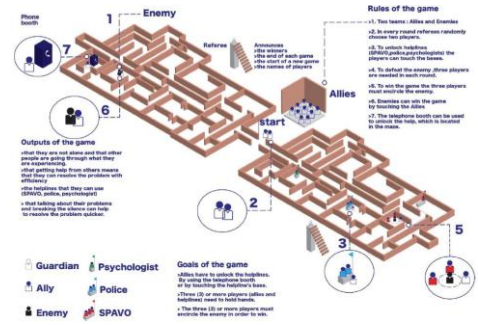 Phone
booth
1
Enemy
7
6
Referee
Announces
>the winners
>the end of each game
>the start of a new game
>the names of players
Rules of the game
>1. Two teams : Allies and Enemies
>2. In every round referees randomly
choose ten players.
>3. To unlock helplines
(SPAVO,police,psychologists) the
players can touch the bases.
>4. To defeat the enemy ,three players
are needed in each round.
>5. To win the game the three players
must encircle the enemy.
>6. Enemies can win the game
by touching the Allies
>7. The telephone booth can be used
to unlock the help, which is located
in the maze.
Allies
start
Outputs of the game
>that they are not alone and that other
people are going through what they
are experiencing.
>that getting help from others means
that they can resolve the problem with
efficiency
>the helplines that they can use
(SPAVO, police, psychologist)
> that talking about their problems
and breaking the silence can help
to resolve the problem quicker.
2
3
5
Guardian
Psychologist
Ally
Police
Enemy
SPAVO
Goals of the game
>Allies have to unlock the helplines.
By using the telephone booth
or by touching the helpline's base.
>Three (3) or more players (allies and
helplines) need to hold hands.
> The three (3) or more players must
encircle the enemy in order to win.